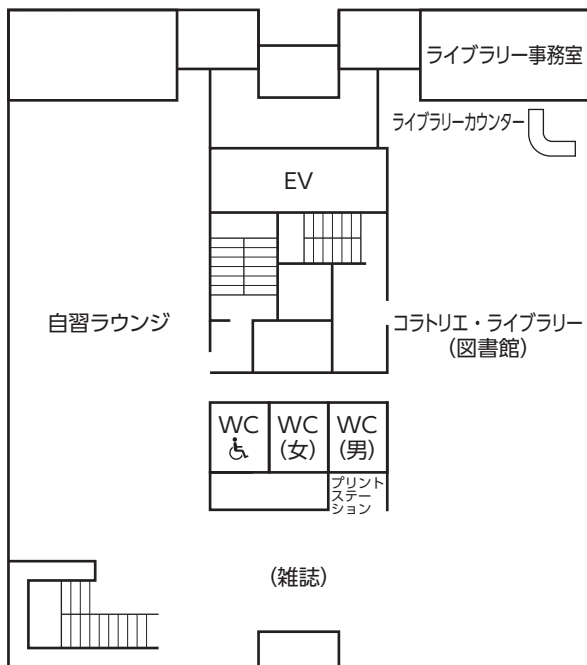 ライブラリー事務室
ライブラリーカウンター
EV
自習ラウンジ
コラトリエ・ライブラリー
(図書館)
WC
WC
(女)
WC
(男)
プリント
ステー
ション
(雑誌)